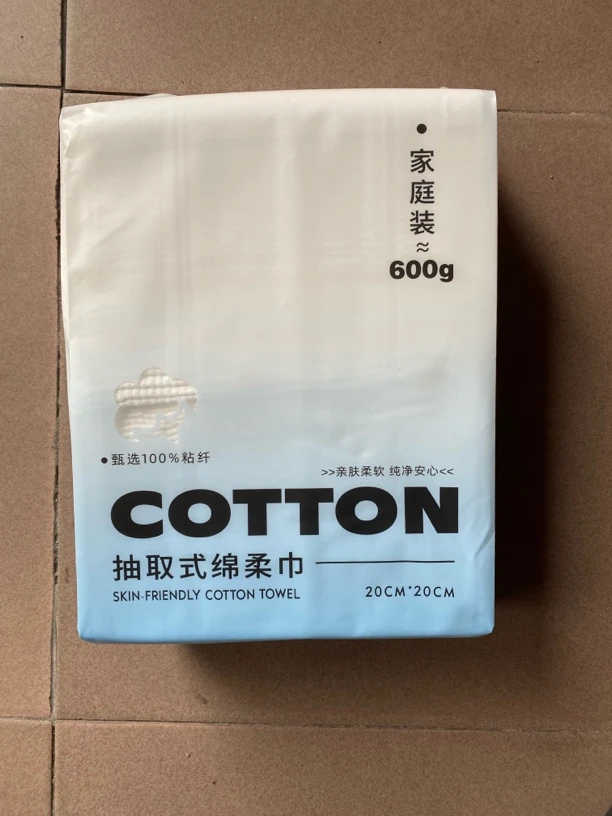 家庭装
≈
600g
甄选100%粘纤
>>亲肤柔软 纯净安心<<
COTTON
抽取式绵柔巾
SKIN-FRIENDLY COTTON TOWEL
20CM*20CM